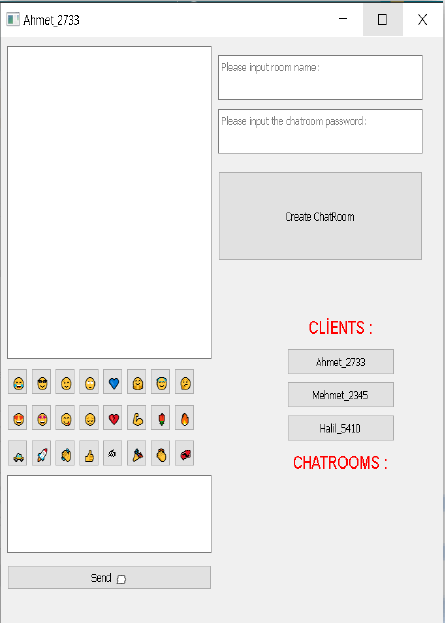 Ahmet_2733
Please input room name:
Please input the chatroom password:
Create ChatRoom
CLİENTS :
Ahmet_2733
Mehmet_2345
Halil_5410
CHATROOMS :
Send